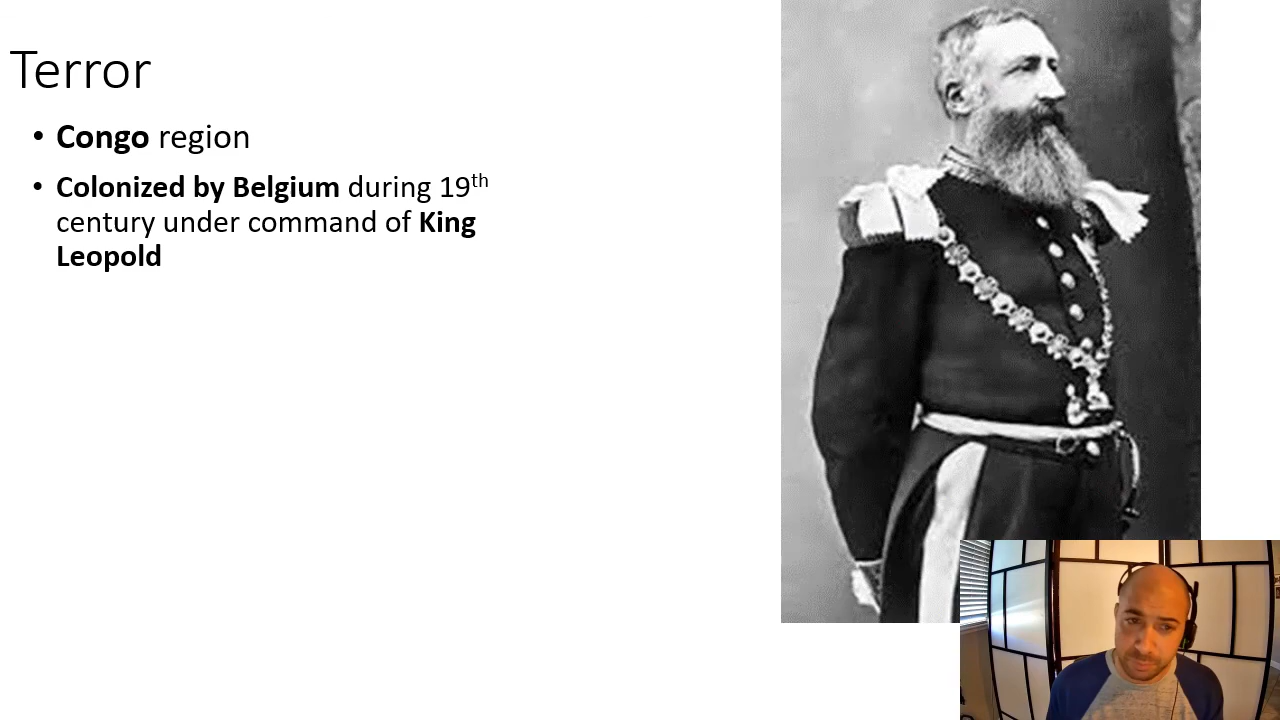 Terror
• Congo region
• Colonized by Belgium during 19th
century under command of King
Leopold